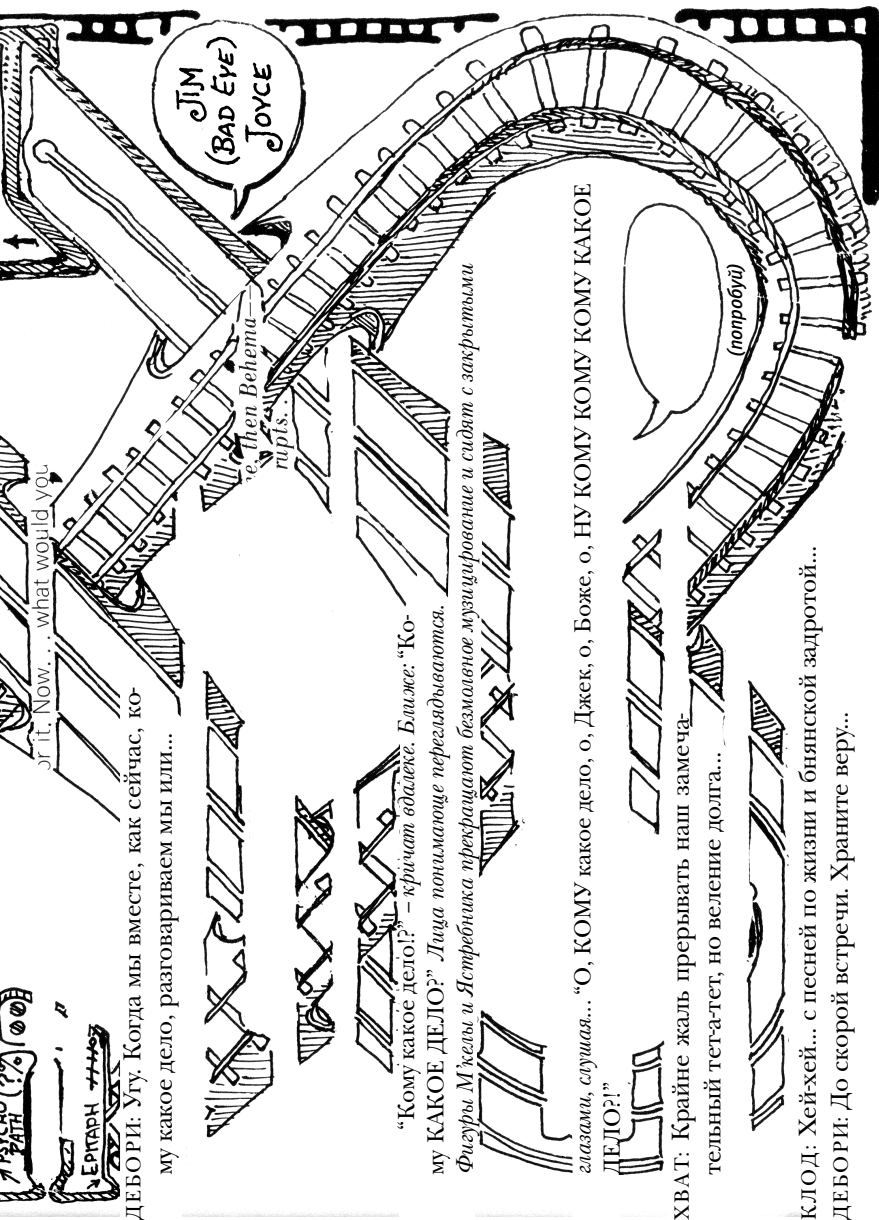 JIM
(BAD EYE)
JOYCE
PSYCHO
PATH
EPITAPH
or it. Now. . . what would you
ДЕБОРИ: Угу. Когда мы вместе, как сейчас, ко-
му какое дело, разговариваем мы или...
then Behema—
rupts. .
“Кому какое дело!?” – кричат вдалеке. Ближе: “Ко-
му КАКОЕ ДЕЛО?” Лица понимающе переглядываются.
Фигуры М'келы и Ястребника прекращают безмолвное музицирование и сидят с закрытыми
глазами, слушая... “О, КОМУ какое дело, о, Джек, о, Боже, о, НУ КОМУ КОМУ КОМУ КАКОЕ
ДЕЛО?!”
(попробуй)
ХВАТ: Крайне жаль прерывать наш замеча-
тельный тет-а-тет, но веление долга...
КЛОД: Хей-хей... с песней по жизни и бнянской задротой...
ДЕБОРИ: До скорой встречи. Храните веру...